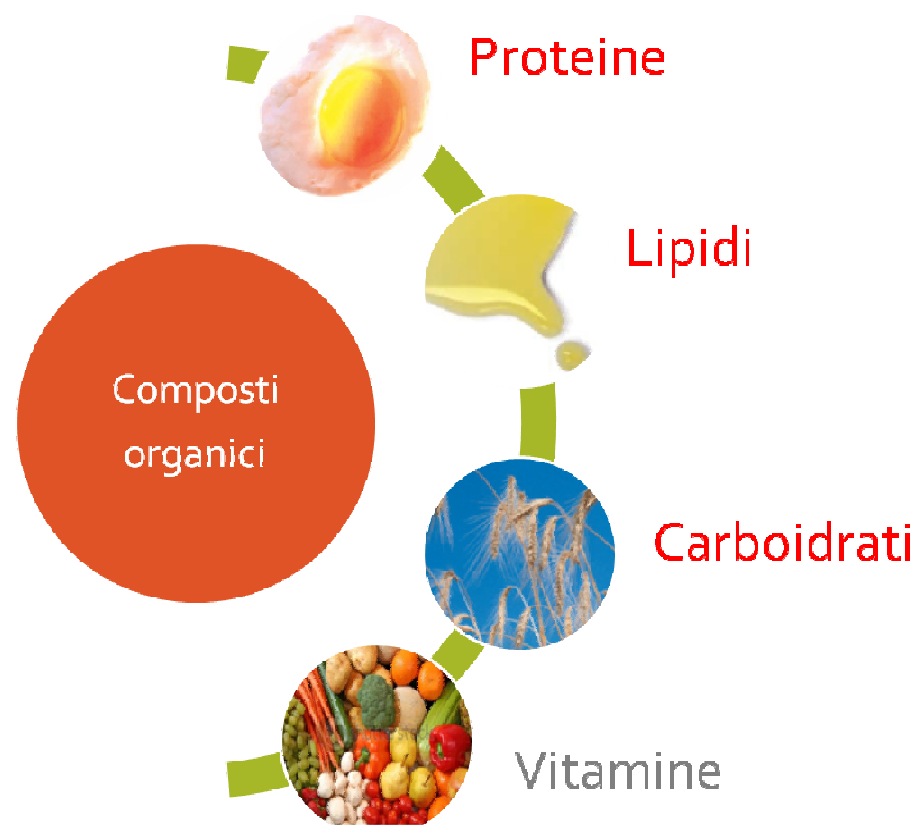 Proteine
Lipidi
Composti
organici
Carboidrati
Vitamine